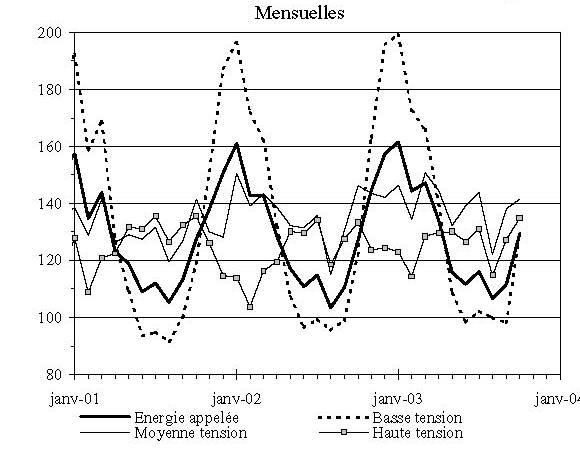 Mensuelles
200
180
160
140
120
100
80
janv-01 janv-02 janv-03 janv-04
Energie appelée Basse tension
Moyenne tension Haute tension